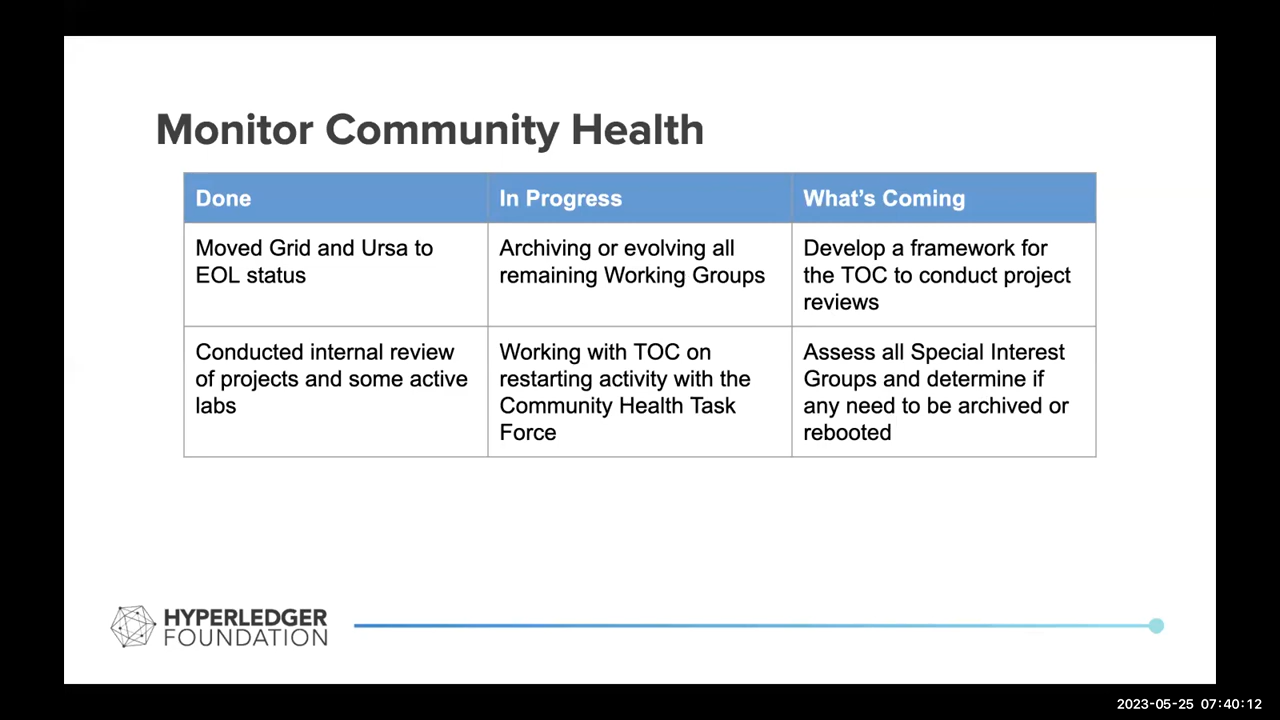 Monitor Community Health
Done
In Progress
What's Coming
Moved Grid and Ursa to
EOL status
Archiving or evolving all
remaining Working Groups
Develop a framework for
the TOC to conduct project
reviews
Conducted internal review
of projects and some active
labs
Working with TOC on
restarting activity with the
Community Health Task
Force
Assess all Special Interest
Groups and determine if
any need to be archived or
rebooted
HYPERLEDGER
FOUNDATION
2023-05-25 07:40:12